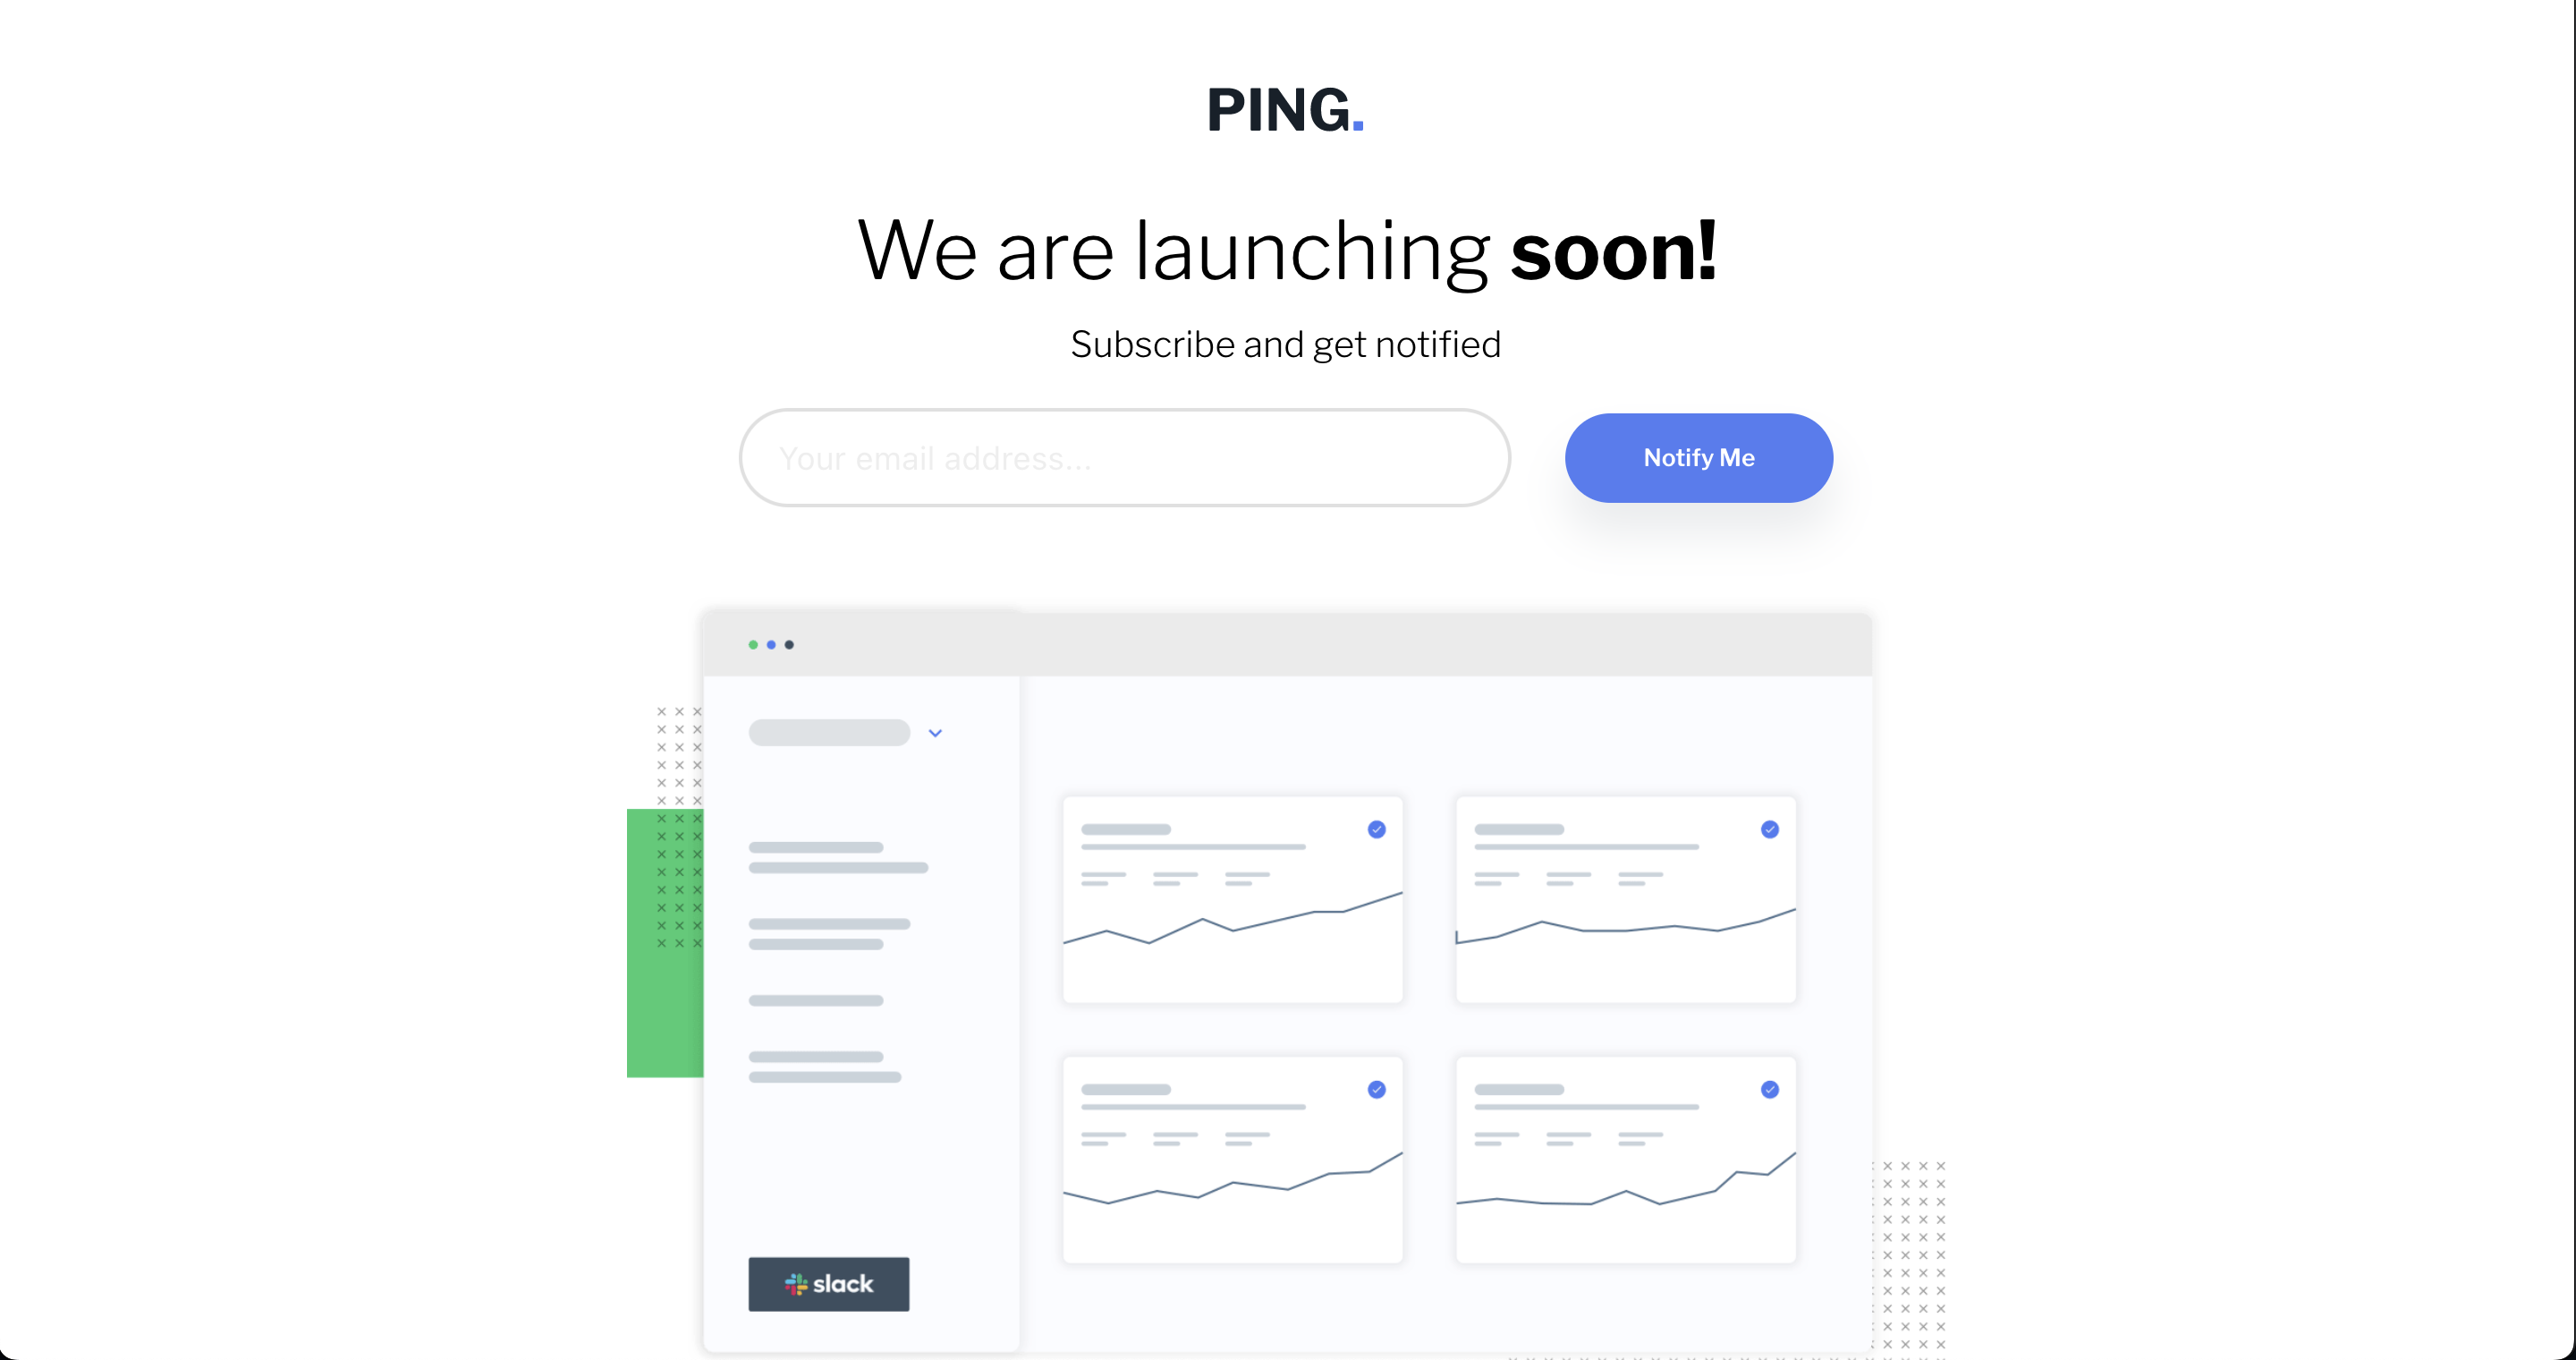 PING.
We are launching soon!
Subscribe and get notified
Your email address...
Notify Me
slack